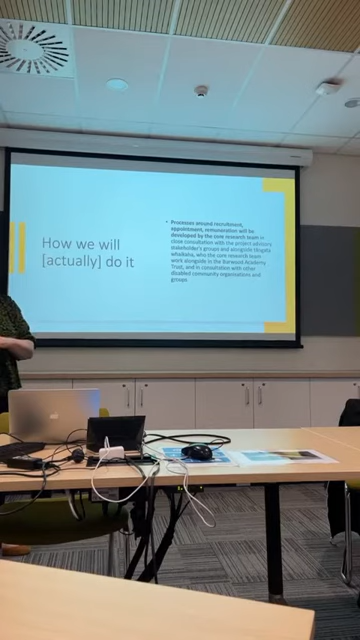 How we will
[actually] do it
• Processes around recruitment,
appointment, remuneration will be
developed by the core research team in
close consultation with the project advisory
stakeholder's groups and alongside
whaikaha, who the core research team
work alongside in the Burwood Academy
Trust, and in consultation with other
disabled community organisations and
groups.